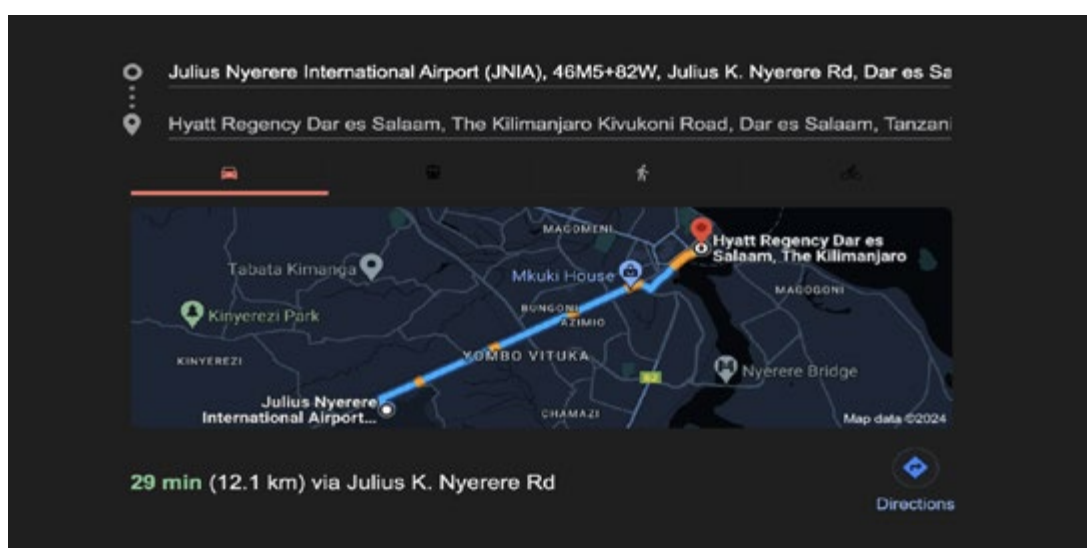 Julius Nyerere International Airport (JNIA), 46M5+82W, Julius K. Nyerere Rd, Dar es Sa
Hyatt Regency Dar es Salaam, The Kilimanjaro Kivukoni Road, Dar es Salaam, Tanzani
MAGOMENI
Hyatt Regency Dar es
Salaam, The Kilimanjaro
Tabata Kimanga
Mkuki House
MAGOGONI
Kinyerezi Park
BUNGONI
AZIMIO
KINYEREZI
YOMBO VITUKA
Nyerere Bridge
B2
Julius Nyerere
International Airport...
CHAMAZI
Map data ©2024
29 min (12.1 km) via Julius K. Nyerere Rd
Directions